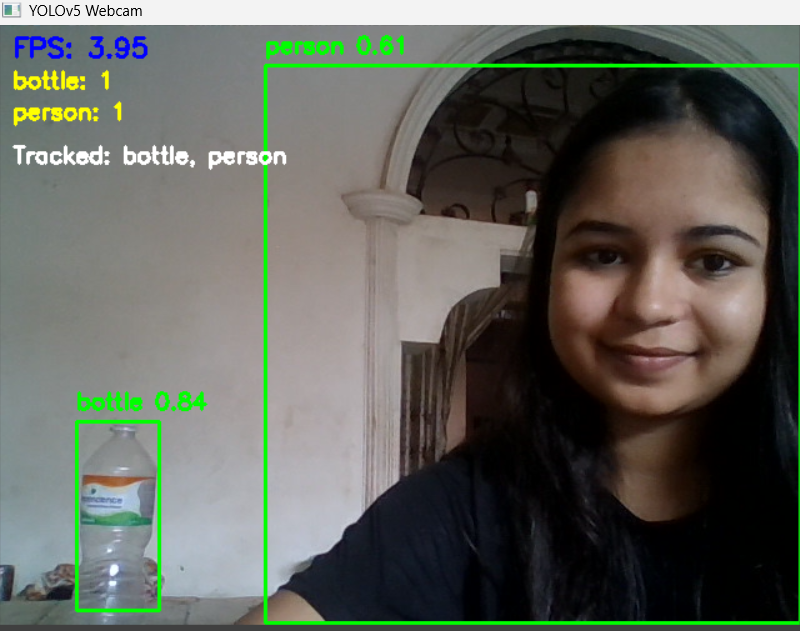 YOLOv5 Webcam
FPS: 3.95
person 0.61
bottle: 1
person: 1
Tracked: bottle, person
bottle 0.84